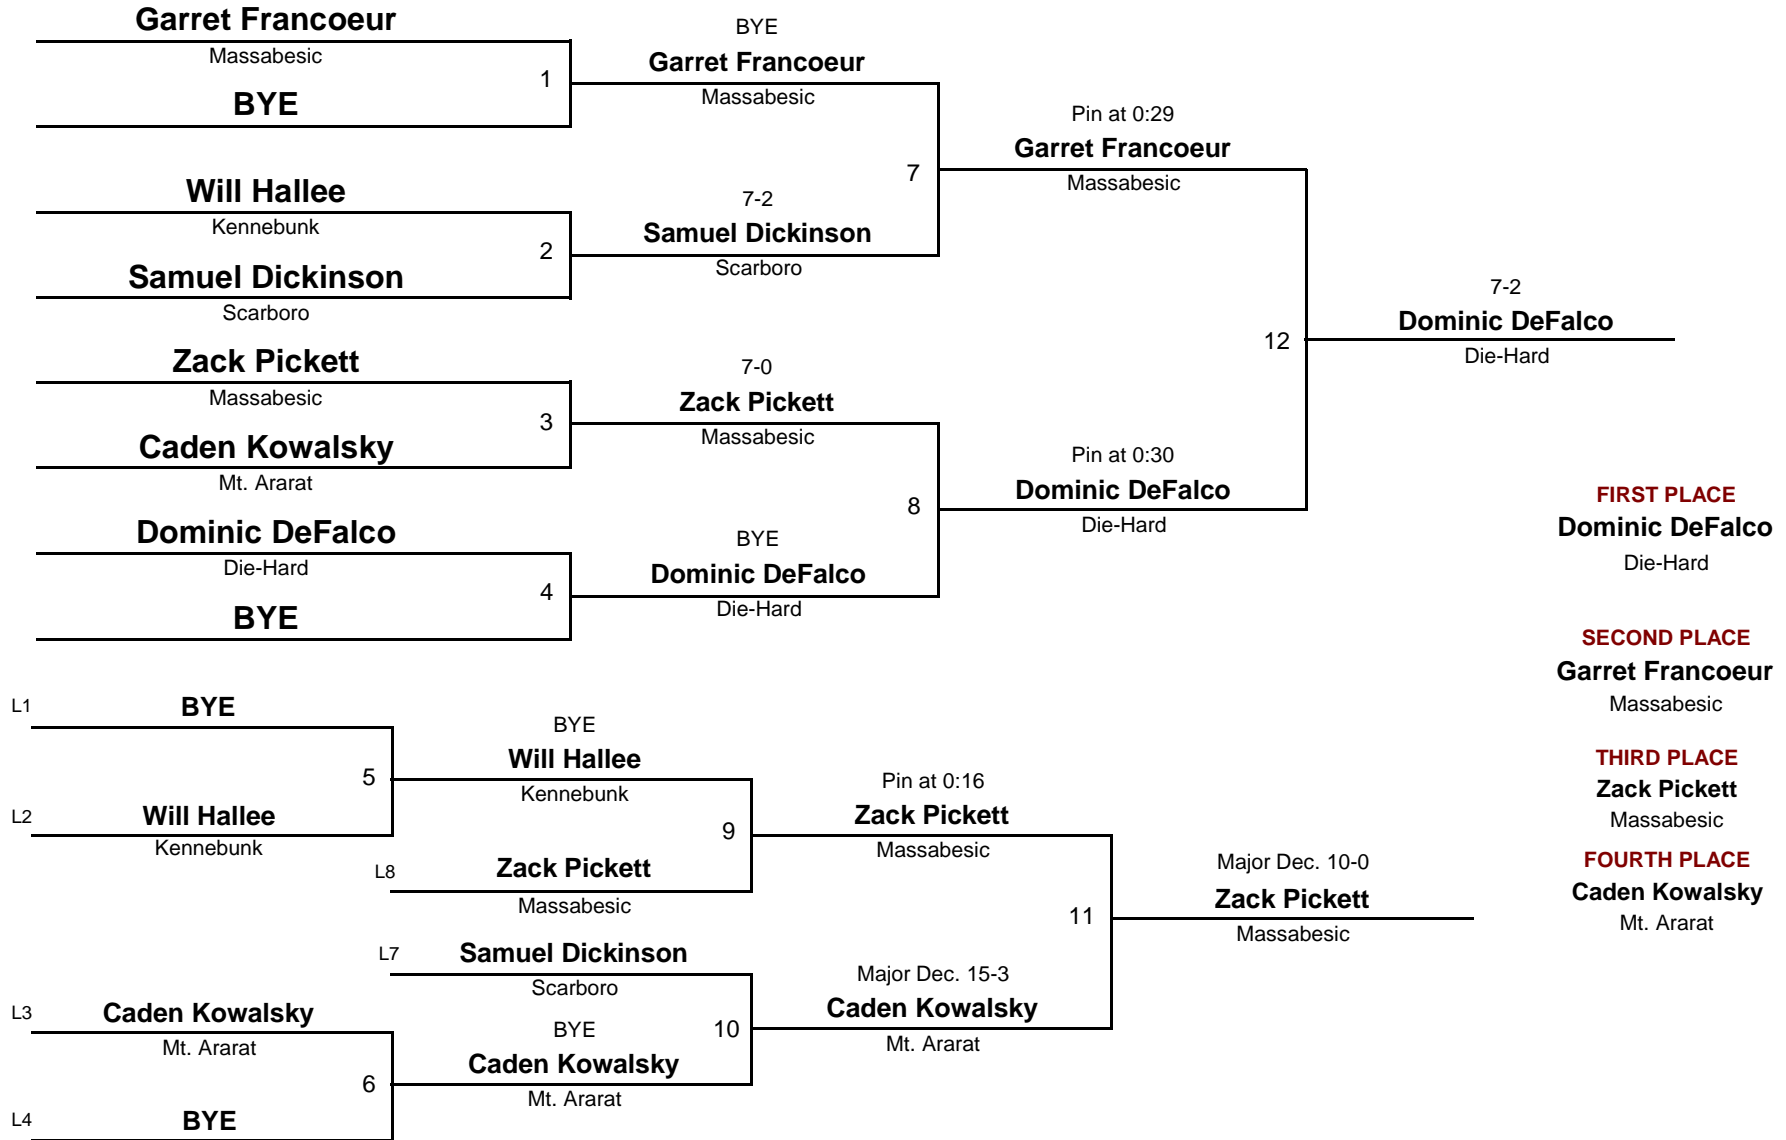 Garret Francoeur
Massabesic
1
BYE
Will Hallee
Kennebunk
2
Samuel Dickinson
Scarboro
Zack Pickett
Massabesic
3
Caden Kowalsky
Mt. Ararat
Dominic DeFalco
Die-Hard
4
BYE
BYE
Garret Francoeur
Massabesic
7
7-2
Samuel Dickinson
Scarboro
7-0
Zack Pickett
Massabesic
8
BYE
Dominic DeFalco
Die-Hard
Pin at 0:29
Garret Francoeur
Massabesic
12
Pin at 0:30
Dominic DeFalco
Die-Hard
7-2
Dominic DeFalco
Die-Hard
FIRST PLACE
Dominic DeFalco
Die-Hard
SECOND PLACE
Garret Francoeur
Massabesic
THIRD PLACE
Zack Pickett
Massabesic
FOURTH PLACE
Caden Kowalsky
Mt. Ararat
L1
BYE
5
L2
Will Hallee
Kennebunk
BYE
Will Hallee
Kennebunk
9
L8
Zack Pickett
Massabesic
L7
Samuel Dickinson
Scarboro
10
L3
Caden Kowalsky
Mt. Ararat
6
L4
BYE
BYE
Caden Kowalsky
Mt. Ararat
Pin at 0:16
Zack Pickett
Massabesic
11
Major Dec. 15-3
Caden Kowalsky
Mt. Ararat
Major Dec. 10-0
Zack Pickett
Massabesic